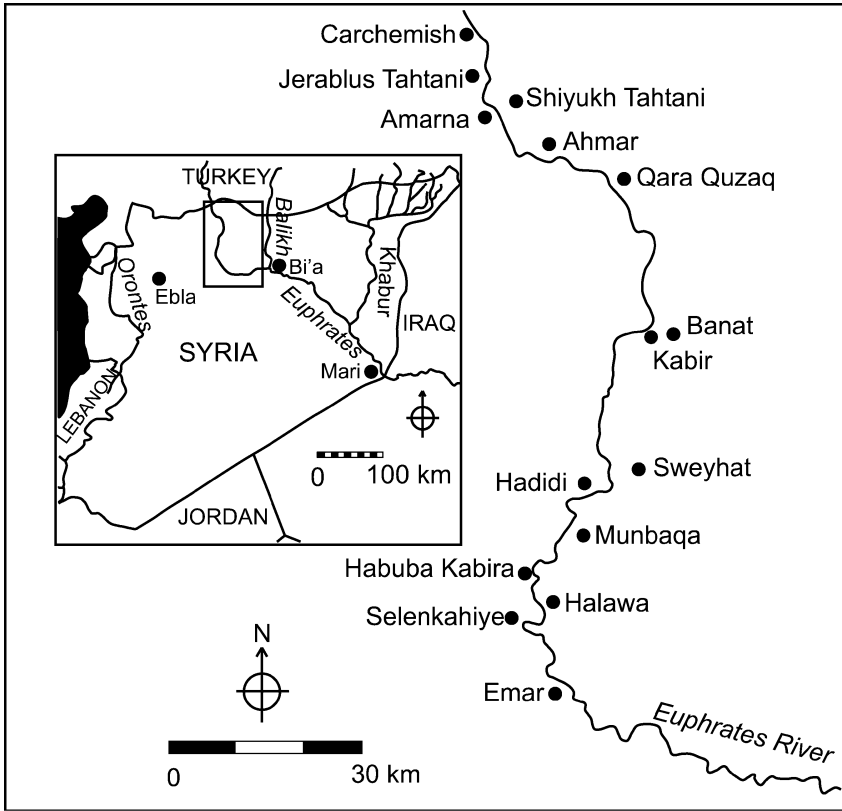 Carchemish
Jerablus Tahtani
Shiyukh Tahtani
Amarna
Ahmar
Qara Quzaq
Banat
Kabir
Sweyhat
Hadidi
Munbaqa
Habuba Kabira
Halawa
Selenkahiye
Emar
Euphrates River
TURKEY
Balikh
Bi'a
Orontes
Ebla
Khabur
Euphrates
IRAQ
SYRIA
Mari
LEBANON
0 100 km
JORDAN
N
0 30 km